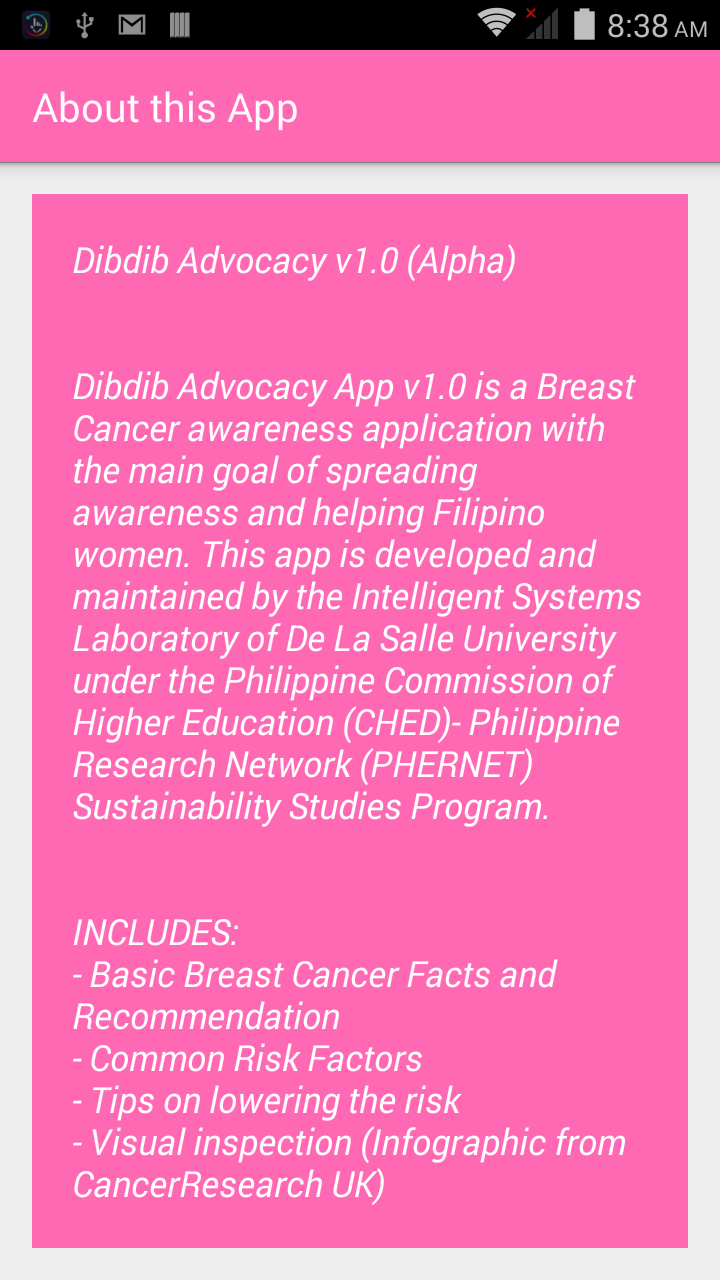 8:38 AM
About this App
Dibdib Advocacy v1.0 (Alpha)
Dibdib Advocacy App v1.0 is a Breast
Cancer awareness application with
the main goal of spreading
awareness and helping Filipino
women. This app is developed and
maintained by the Intelligent Systems
Laboratory of De La Salle University
under the Philippine Commission of
Higher Education (CHED)- Philippine
Research Network (PHERNET)
Sustainability Studies Program.
INCLUDES:
- Basic Breast Cancer Facts and
Recommendation
- Common Risk Factors
- Tips on lowering the risk
- Visual inspection (Infographic from
CancerResearch UK)